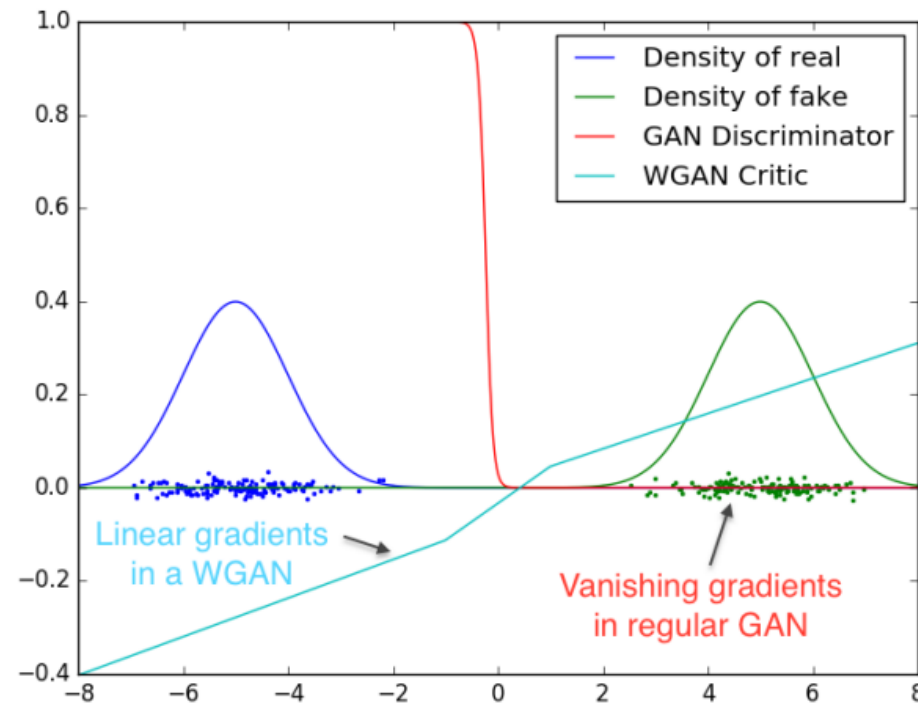 1.0
0.8
0.6
0.4
0.2
0.0
−0.2
−0.4
−8
−6
−4
−2
0
2
4
6
8
Density of real
Density of fake
GAN Discriminator
WGAN Critic
Linear gradients
in a WGAN
Vanishing gradients
in regular GAN